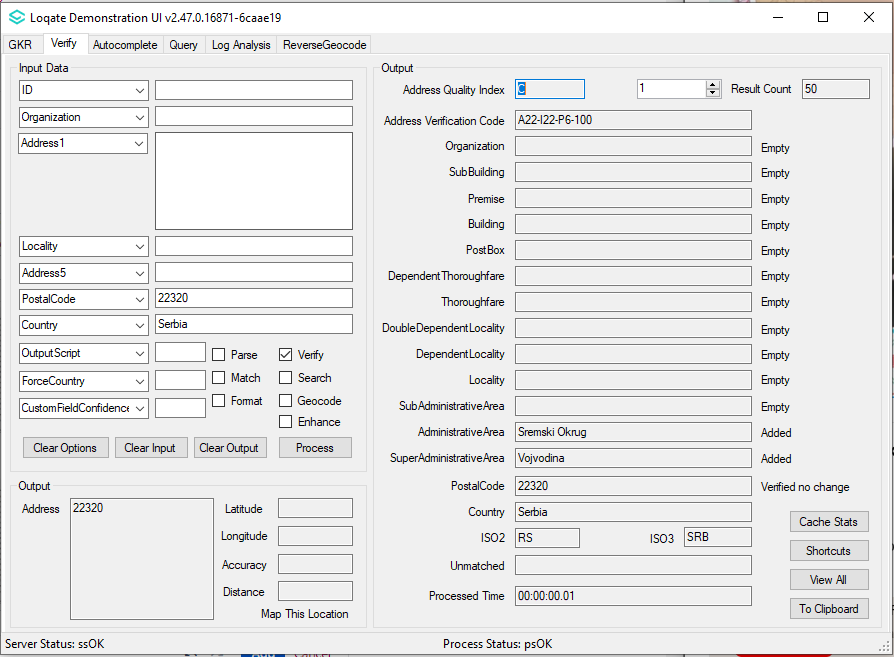 Loqate Demonstration UI v2.47.0.16871-6caae19
GKR Verify Autocomplete Query Log Analysis ReverseGeocode
Input Data
ID
Organization
Address1
Locality
Address5
PostalCode 22320
Country Serbia
OutputScript Parse Verify
ForceCountry Match Search
Format Geocode
CustomFieldConfidence
Enhance
Clear Options Clear Input Clear Output Process
Output
Address 22320
Latitude
Longitude
Accuracy
Distance
Map This Location
Output
Address Quality Index C 1 Result Count 50
Address Verification Code A22-I22-P6-100
Organization Empty
SubBuilding Empty
Premise Empty
Building Empty
PostBox Empty
DependentThoroughfare Empty
Thoroughfare Empty
DoubleDependentLocality Empty
DependentLocality Empty
Locality Empty
SubAdministrativeArea Empty
AdministrativeArea Sremski Okrug Added
SuperAdministrativeArea Vojvodina Added
PostalCode 22320 Verified no change
Country Serbia
ISO2 RS ISO3 SRB
Unmatched
Processed Time 00:00:00.01
Cache Stats
Shortcuts
View All
To Clipboard
Server Status: ssOK Process Status: psOK